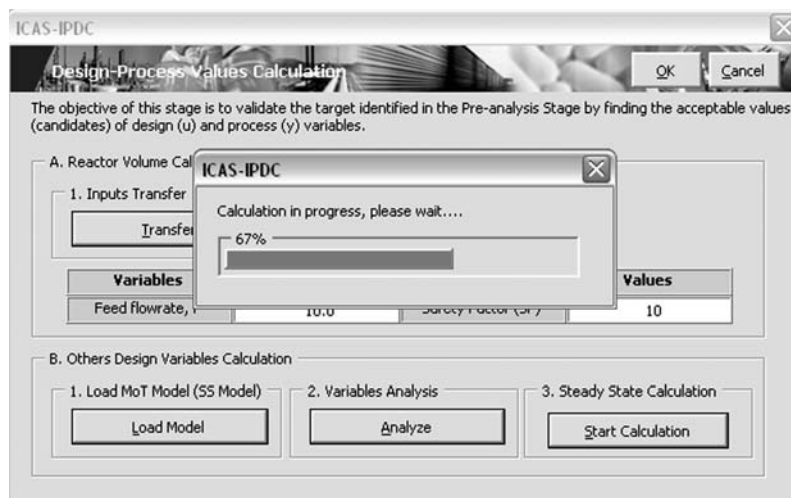 ICAS-IPDC
Design-Process Values Calculation
OK
Cancel
The objective of this stage is to validate the target identified in the Pre-analysis Stage by finding the acceptable values
(candidates) of design (u) and process (y) variables.
A. Reactor Volume Cal
ICAS-IPDC
1. Inputs Transfer
Calculation in progress, please wait....
Transfe
67%
Variables
Values
Feed flowrate,
10.0
Safety Factor (SF)
10
B. Others Design Variables Calculation
1. Load MoT Model (SS Model)
2. Variables Analysis
3. Steady State Calculation
Load Model
Analyze
Start Calculation